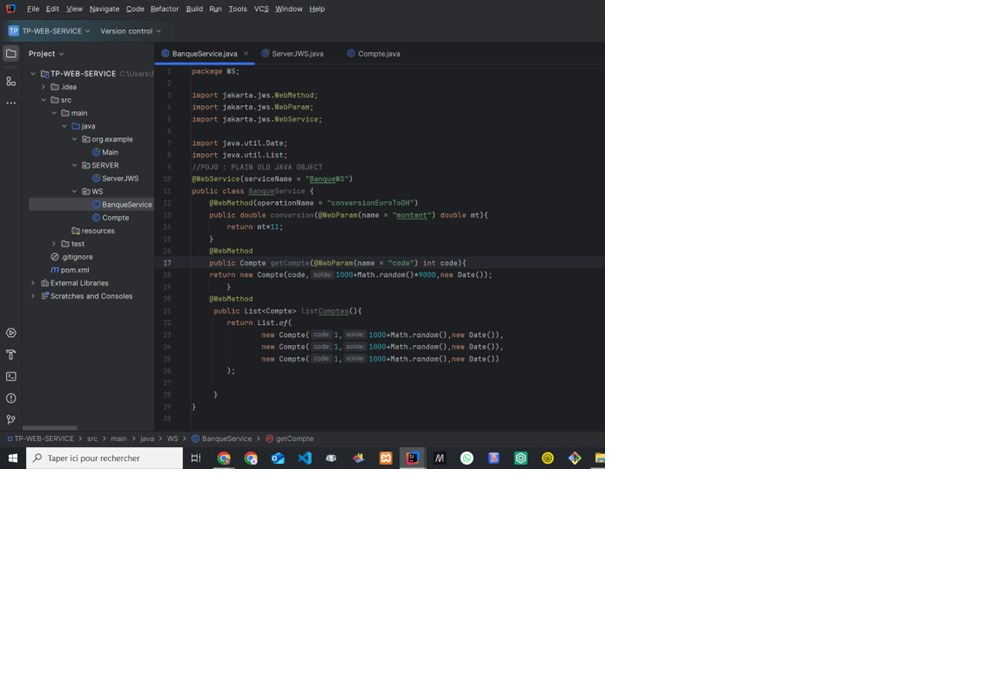 File Edit View Navigate Code Refactor Build Run Tools VCS Window Help
TP TP-WEB-SERVICE Version control
Project
BanqueService.java ServerJWS.java Compte.java
TP-WEB-SERVICE C:\Users\
.idea
src
main
java
org.example
Main
SERVER
ServerJWS
WS
BanqueService
Compte
resources
test
.gitignore
pom.xml
External Libraries
Scratches and Consoles
1 package WS;
2
3 import jakarta.jws.WebMethod;
4 import jakarta.jws.WebParam;
5 import jakarta.jws.WebService;
6
7 import java.util.Date;
8 import java.util.List;
9 //POJO : PLAIN OLD JAVA OBJECT
10 @WebService(serviceName = "BanqueWS")
11 public class BanqueService {
12 @WebMethod(operationName = "conversionEuroToDH")
13 public double conversion(@WebParam(name = "montant") double mt){
14 return mt*11;
15 }
16 @WebMethod
17 public Compte getCompte(@WebParam(name = "code") int code){
18 return new Compte(code, solde: 1000+Math.random()*9000,new Date());
19 }
20 @WebMethod
21 public List<Compte> listComptes(){
22 return List.of(
23 new Compte( code: 1, solde: 1000+Math.random(),new Date()),
24 new Compte( code: 1, solde: 1000+Math.random(),new Date()),
25 new Compte( code: 1, solde: 1000+Math.random(),new Date())
26 );
27
28 }
29 }
30
TP-WEB-SERVICE > src > main > java > WS > BanqueService > getCompte
Taper ici pour rechercher